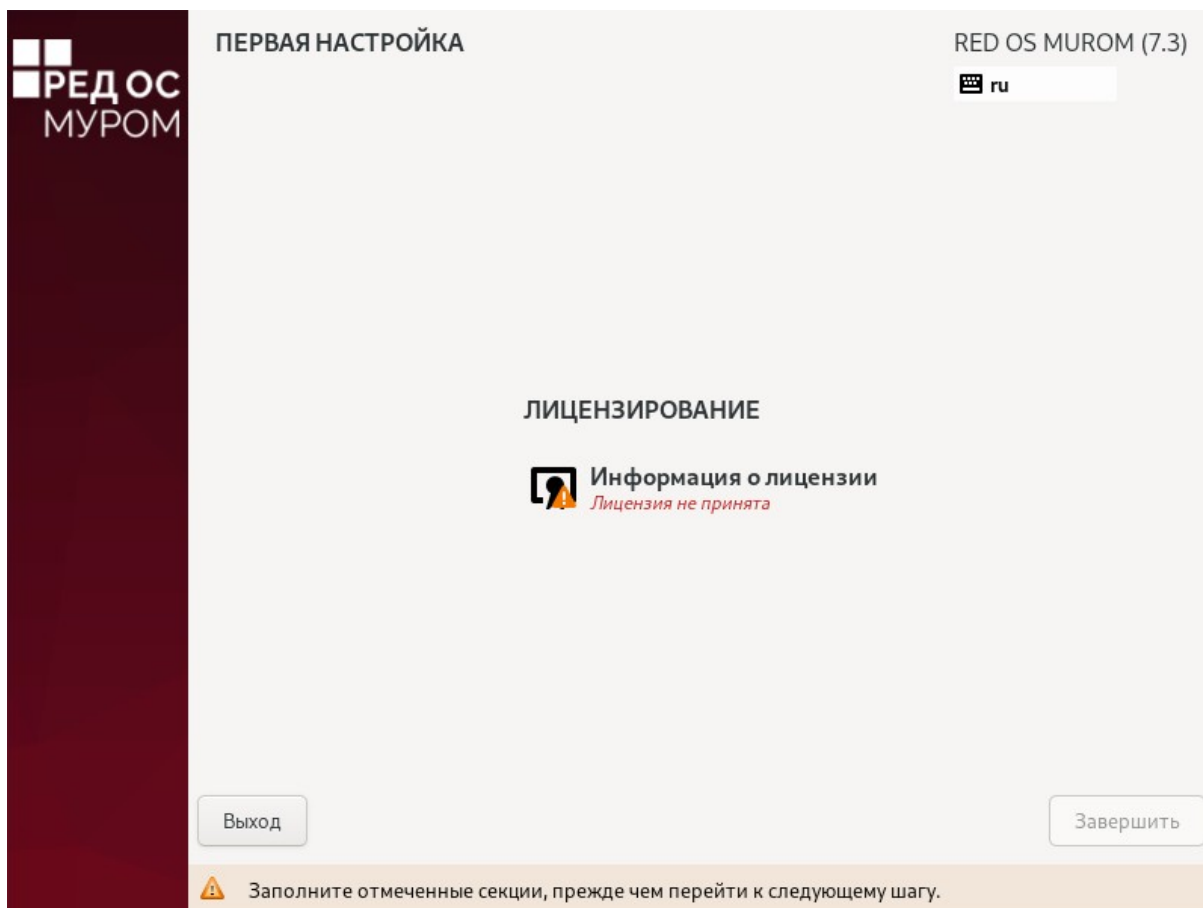 РЕД ОС
МУРОМ
ПЕРВАЯ НАСТРОЙКА
RED OS MUROM (7.3)
ru
ЛИЦЕНЗИРОВАНИЕ
Информация о лицензии
Лицензия не принята
Выход
Завершить
Заполните отмеченные секции, прежде чем перейти к следующему шагу.